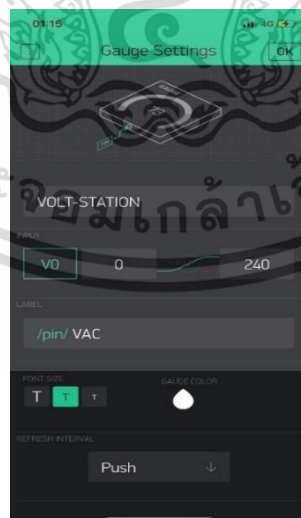 01:15 4G
Gauge Settings OK
VOLT-STATION
INPUT
V0 0 240
LABEL
/pin/ VAC
FONT SIZE GAUGE COLOR
T T T
REFRESH INTERVAL
Push ↓